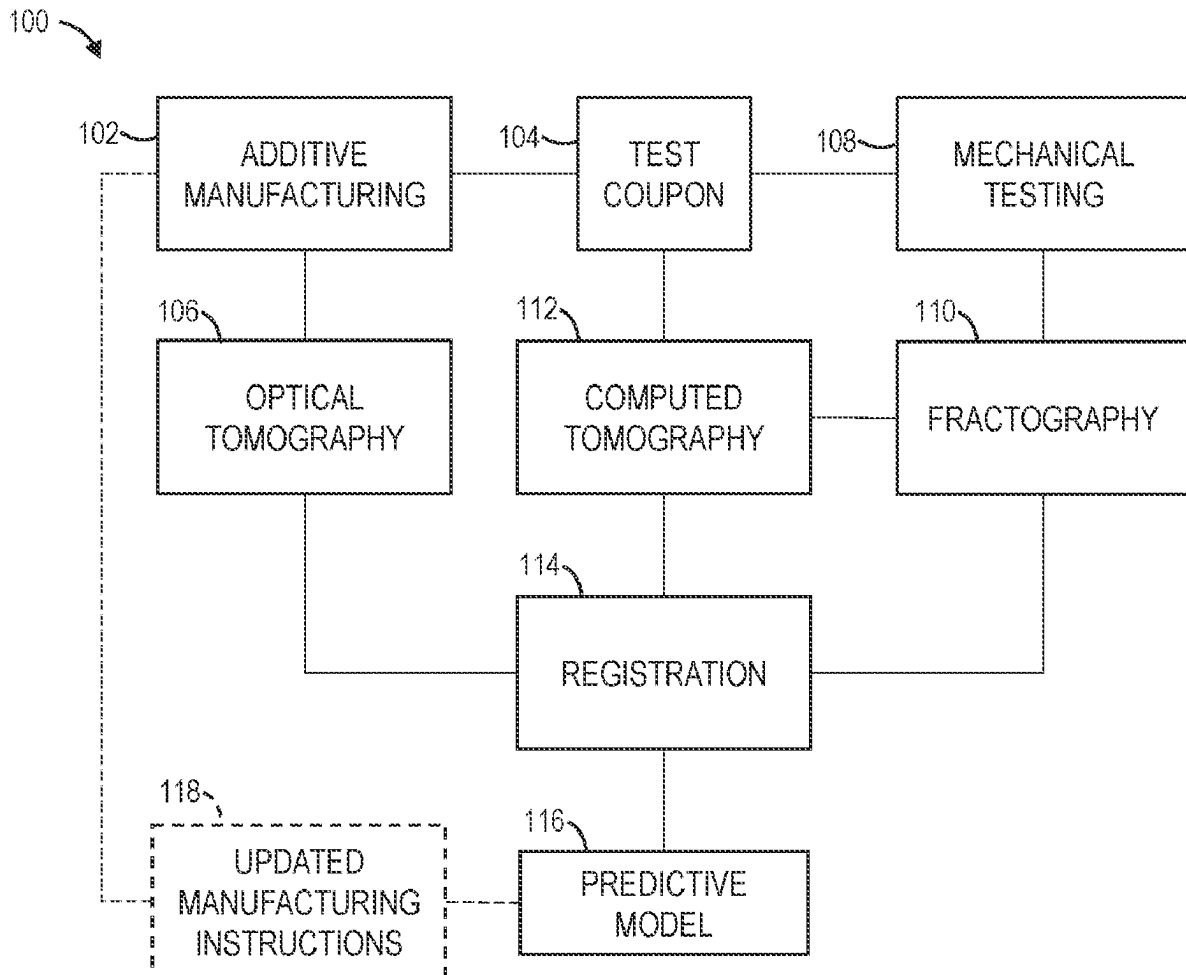 100
102
ADDITIVE
MANUFACTURING
104
TEST
COUPON
108
MECHANICAL
TESTING
106
OPTICAL
TOMOGRAPHY
112
COMPUTED
TOMOGRAPHY
110
FRACTOGRAPHY
114
REGISTRATION
118
UPDATED
MANUFACTURING
INSTRUCTIONS
116
PREDICTIVE
MODEL